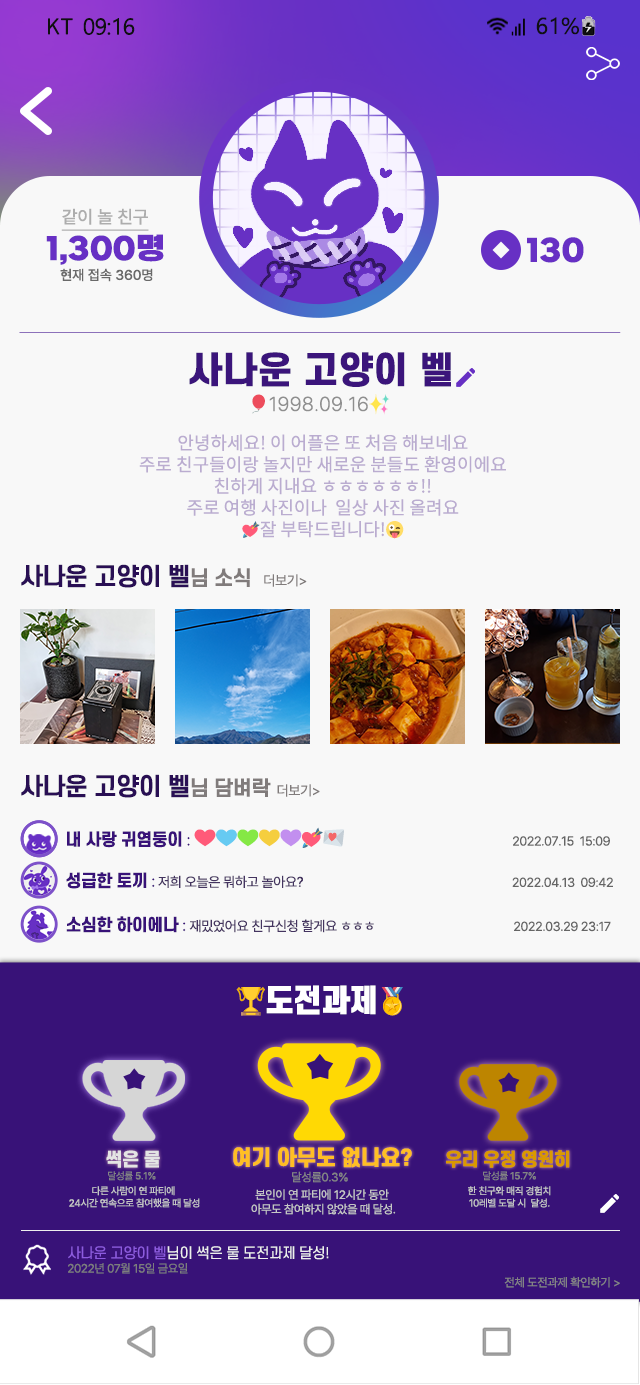 KT 09:16
61%
같이 놀 친구
1,300명
현재 접속 360명
130
사나운 고양이 벨
1998.09.16
안녕하세요! 이 어플은 또 처음 해보네요
주로 친구들이랑 놀지만 새로운 분들도 환영이에요
친하게 지내요 ㅎㅎㅎㅎㅎㅎ!!
주로 여행 사진이나 일상 사진 올려요
잘 부탁드립니다!
사나운 고양이 벨님 소식 더보기>
사나운 고양이 벨님 담벼락 더보기>
내 사랑 귀염둥이 : 2022.07.15 15:09
성급한 토끼 : 저희 오늘은 뭐하고 놀아요? 2022.04.13 09:42
소심한 하이에나 : 재밌었어요 친구신청 할게요 ㅎㅎㅎ 2022.03.29 23:17
도전과제
썩은 물
달성률 5.1%
다른 사람이 연 파티에
24시간 연속으로 참여했을 때 달성
여기 아무도 없나요?
달성률0.3%
본인이 연 파티에 12시간 동안
아무도 참여하지 않았을 때 달성.
우리 우정 영원히
달성률 15.7%
한 친구와 매직 경험치
10레벨 도달 시 달성.
사나운 고양이 벨님이 썩은 물 도전과제 달성!
2022년 07월 15일 금요일
전체 도전과제 확인하기 >